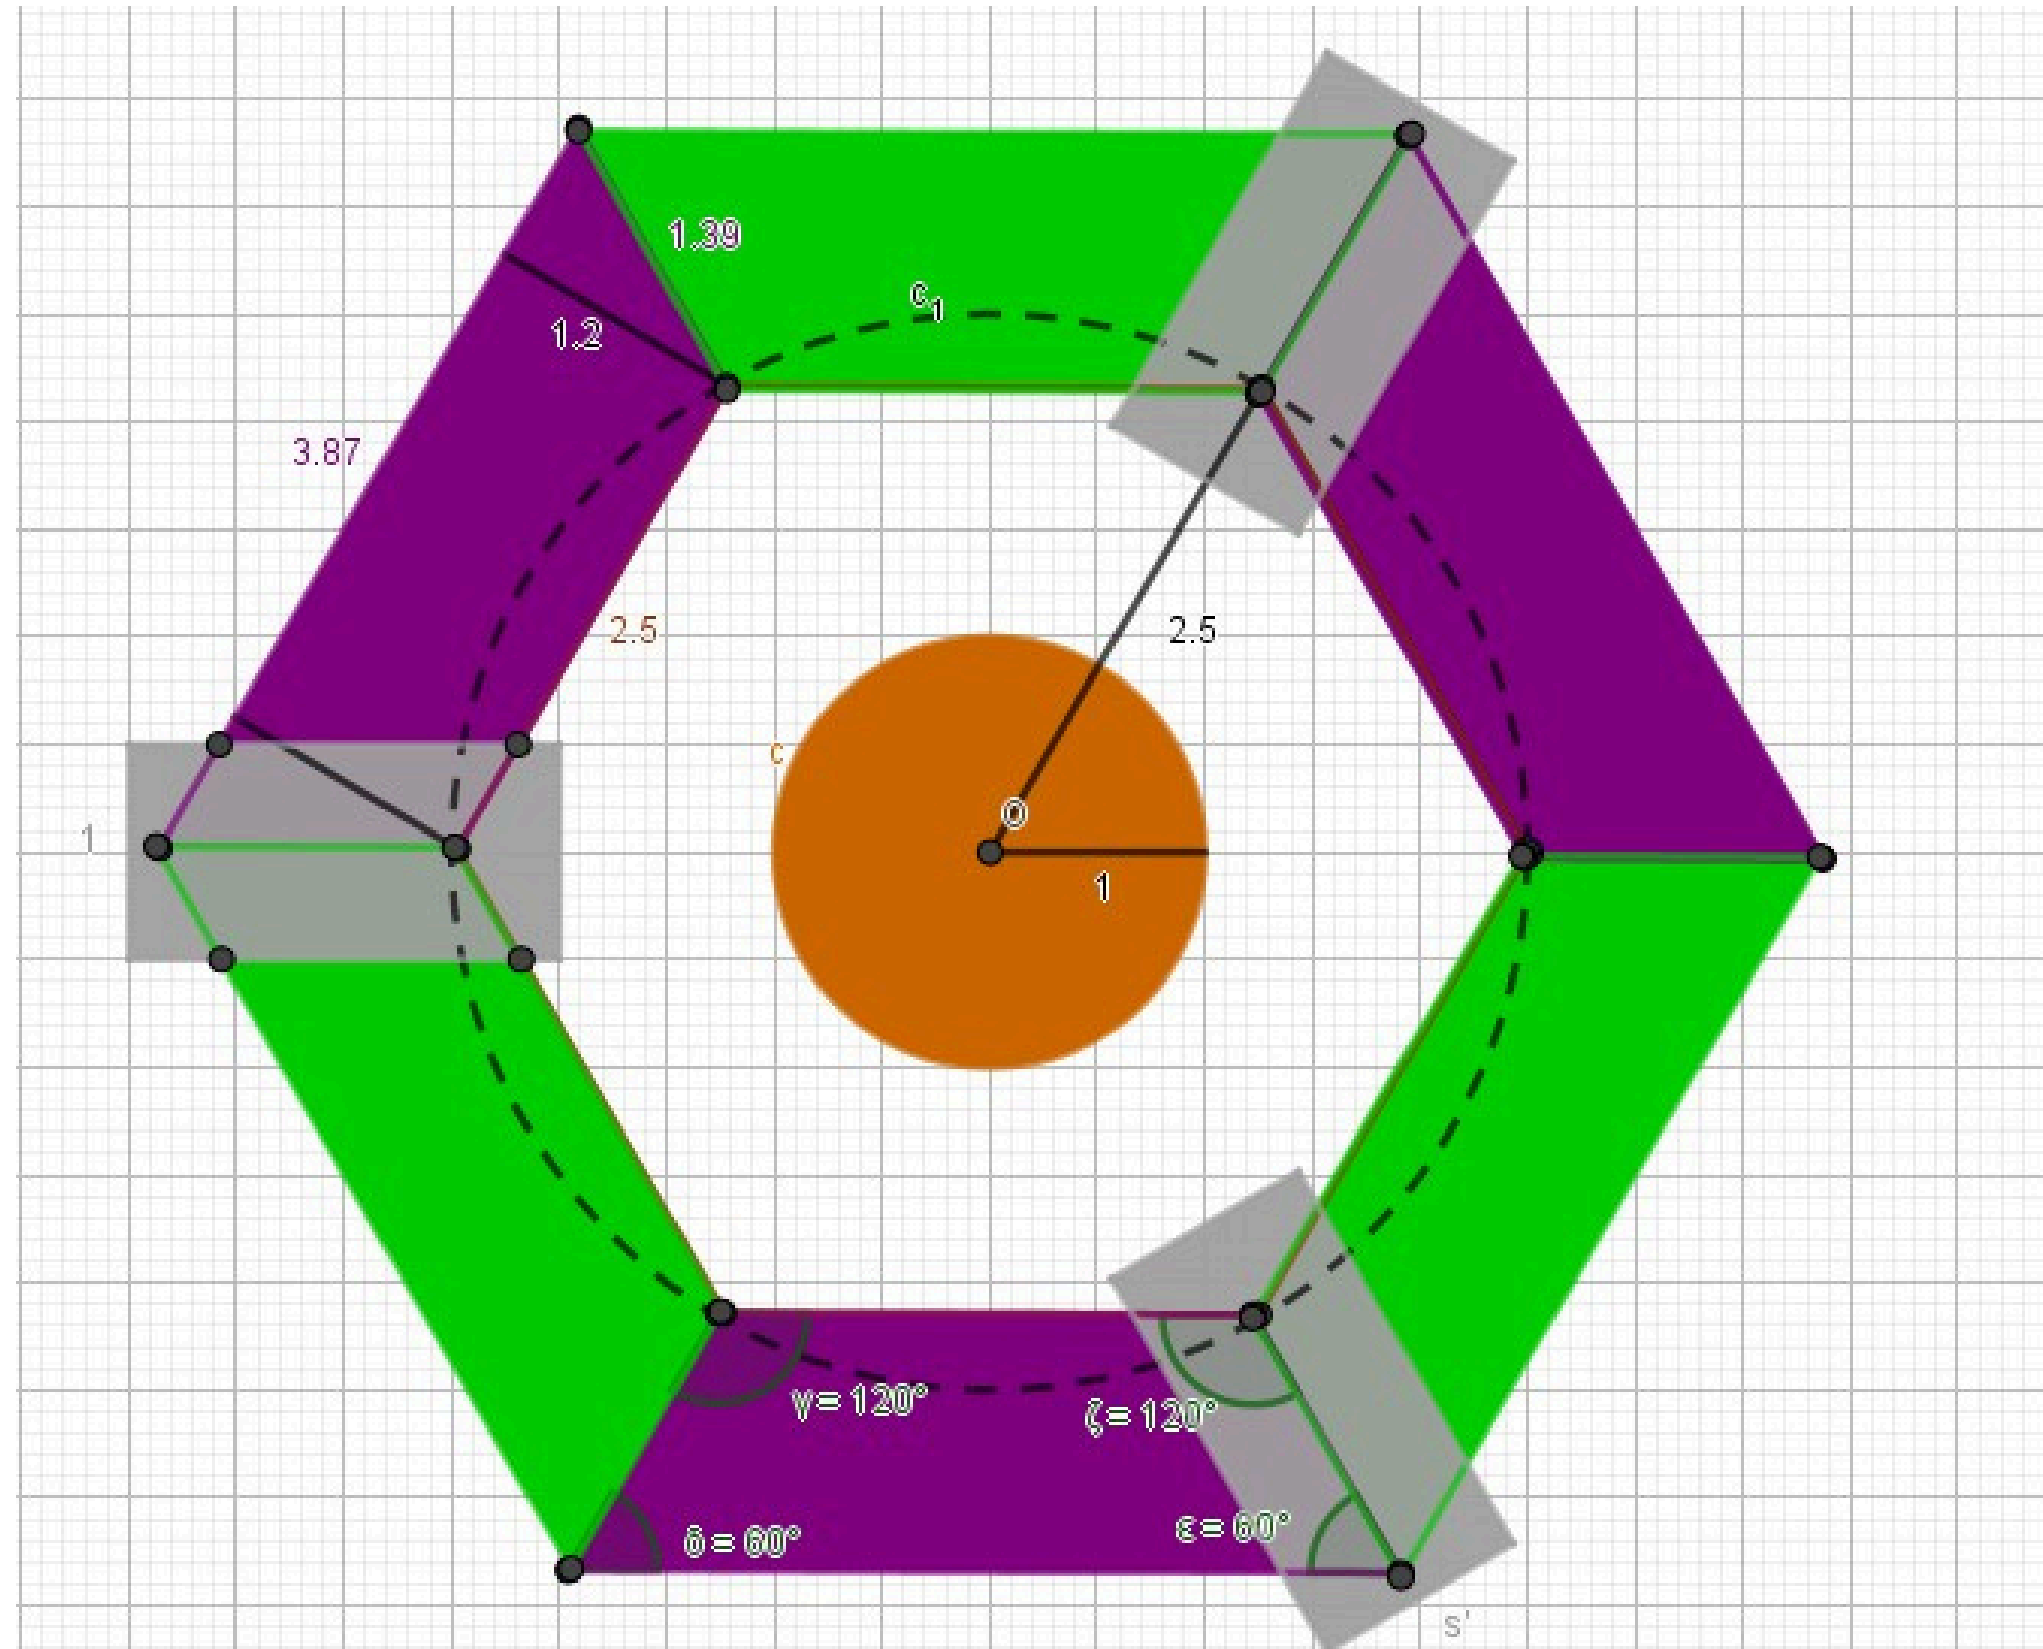 1.39
c₁
1.2
3.87
2.5
2.5
c
O
1
1
γ = 120°
ζ = 120°
δ = 60°
ε = 60°
s'